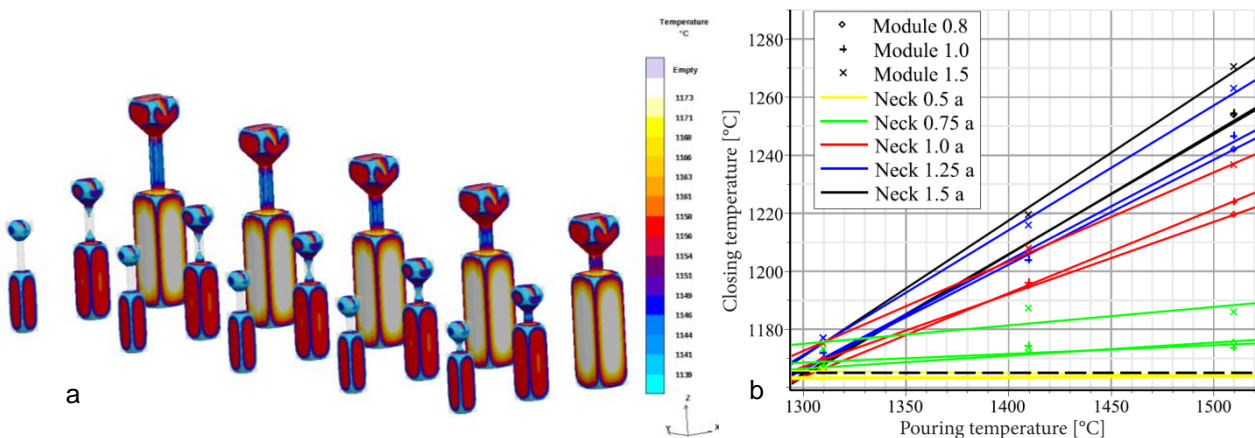 Temperature
°C
Empty
1173
1171
1168
1166
1163
1161
1158
1156
1154
1151
1149
1146
1144
1141
1139
Z
Y
X
a
Closing temperature [°C]
1280
1260
1240
1220
1200
1180
1160
Module 0.8
Module 1.0
Module 1.5
Neck 0.5 a
Neck 0.75 a
Neck 1.0 a
Neck 1.25 a
Neck 1.5 a
1300
1350
1400
1450
1500
Pouring temperature [°C]
b